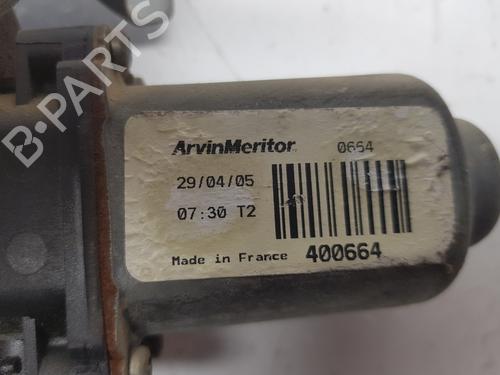 ArvinMeritor 0664
29/04/05
07:30 T2
Made in France 400664
B-PARTS